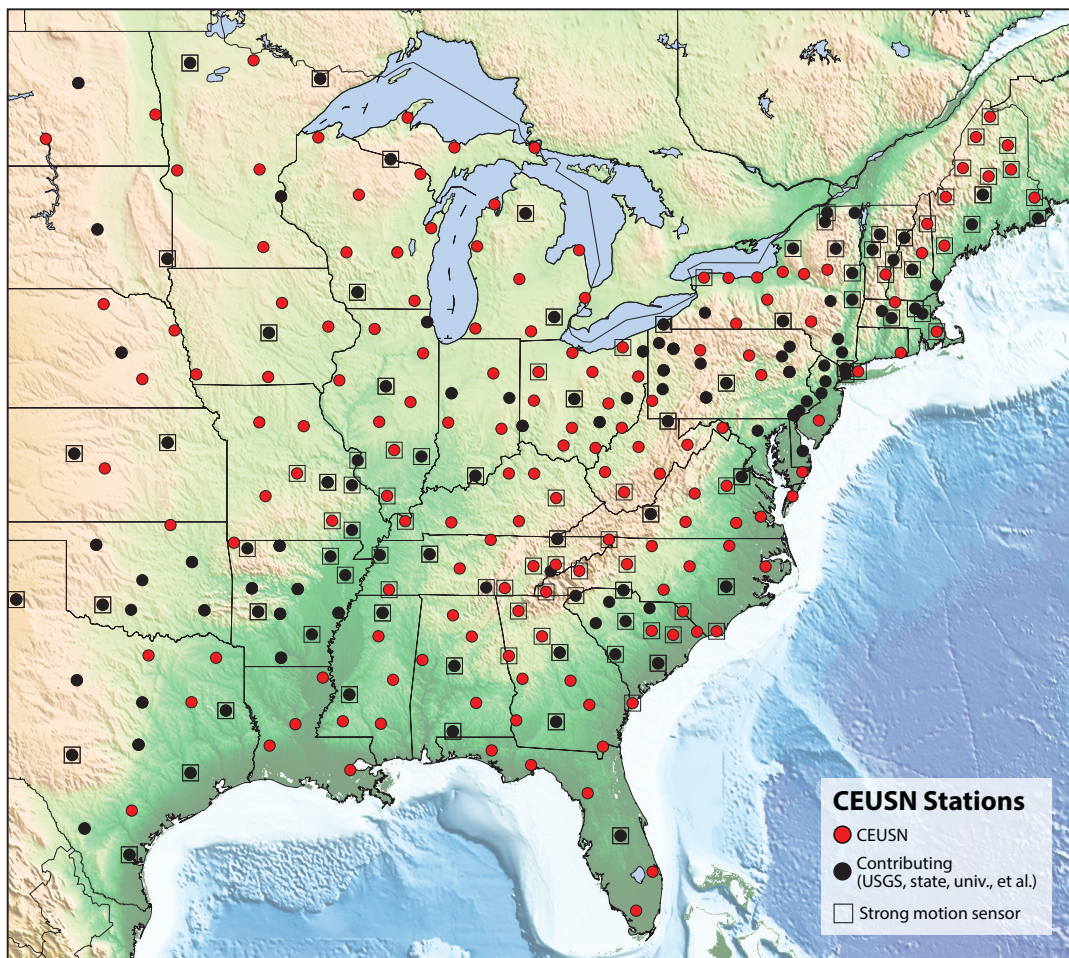 CEUSN Stations
CEUSN
Contributing
(USGS, state, univ., et al.)
Strong motion sensor